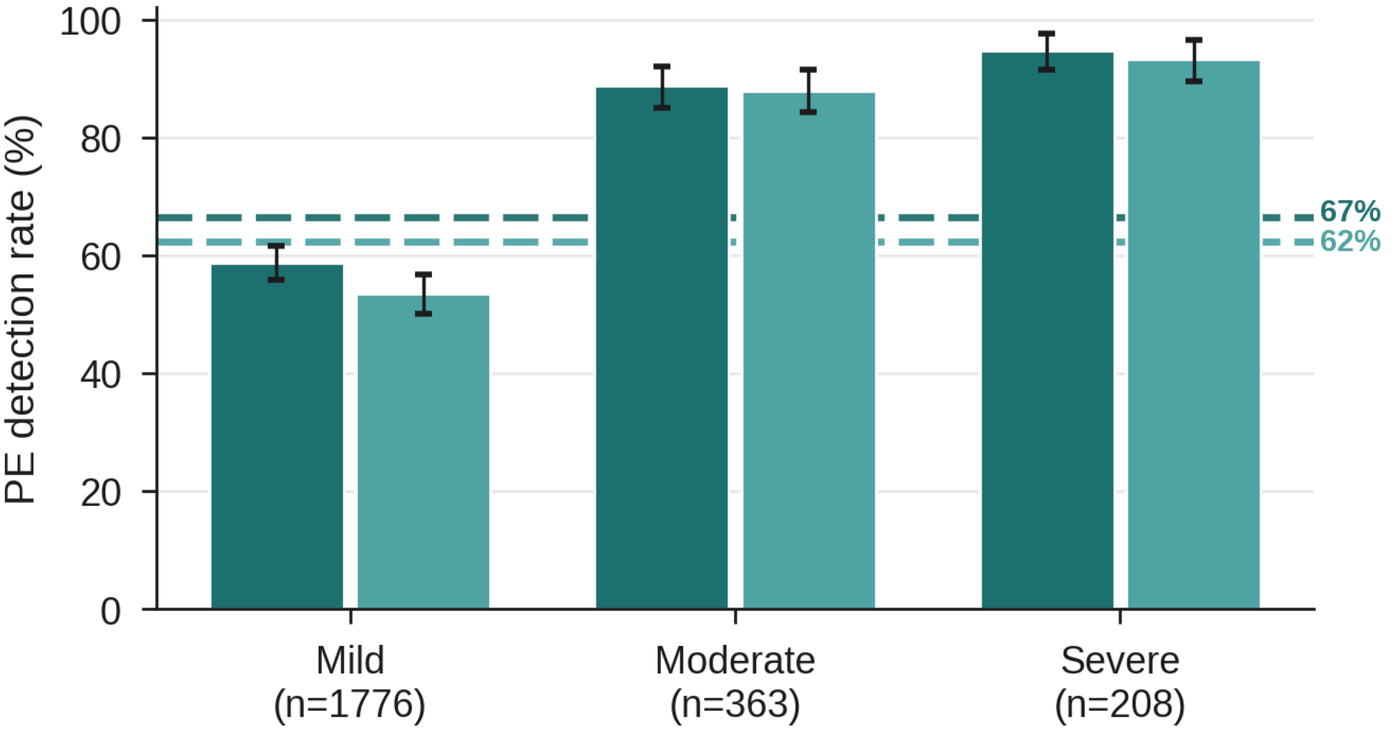 PE detection rate (%)
100
80
60
40
20
0
67%
62%
Mild
(n=1776)
Moderate
(n=363)
Severe
(n=208)